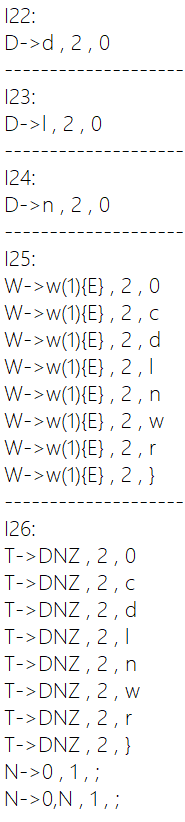 I22:
D->d , 2 , 0
--------------------
I23:
D->l , 2 , 0
--------------------
I24:
D->n , 2 , 0
--------------------
I25:
W->w(1){E} , 2 , 0
W->w(1){E} , 2 , c
W->w(1){E} , 2 , d
W->w(1){E} , 2 , l
W->w(1){E} , 2 , n
W->w(1){E} , 2 , w
W->w(1){E} , 2 , r
W->w(1){E} , 2 , }
--------------------
I26:
T->DNZ , 2 , 0
T->DNZ , 2 , c
T->DNZ , 2 , d
T->DNZ , 2 , l
T->DNZ , 2 , n
T->DNZ , 2 , w
T->DNZ , 2 , r
T->DNZ , 2 , }
N->0 , 1 , ;
N->0,N , 1 , ;